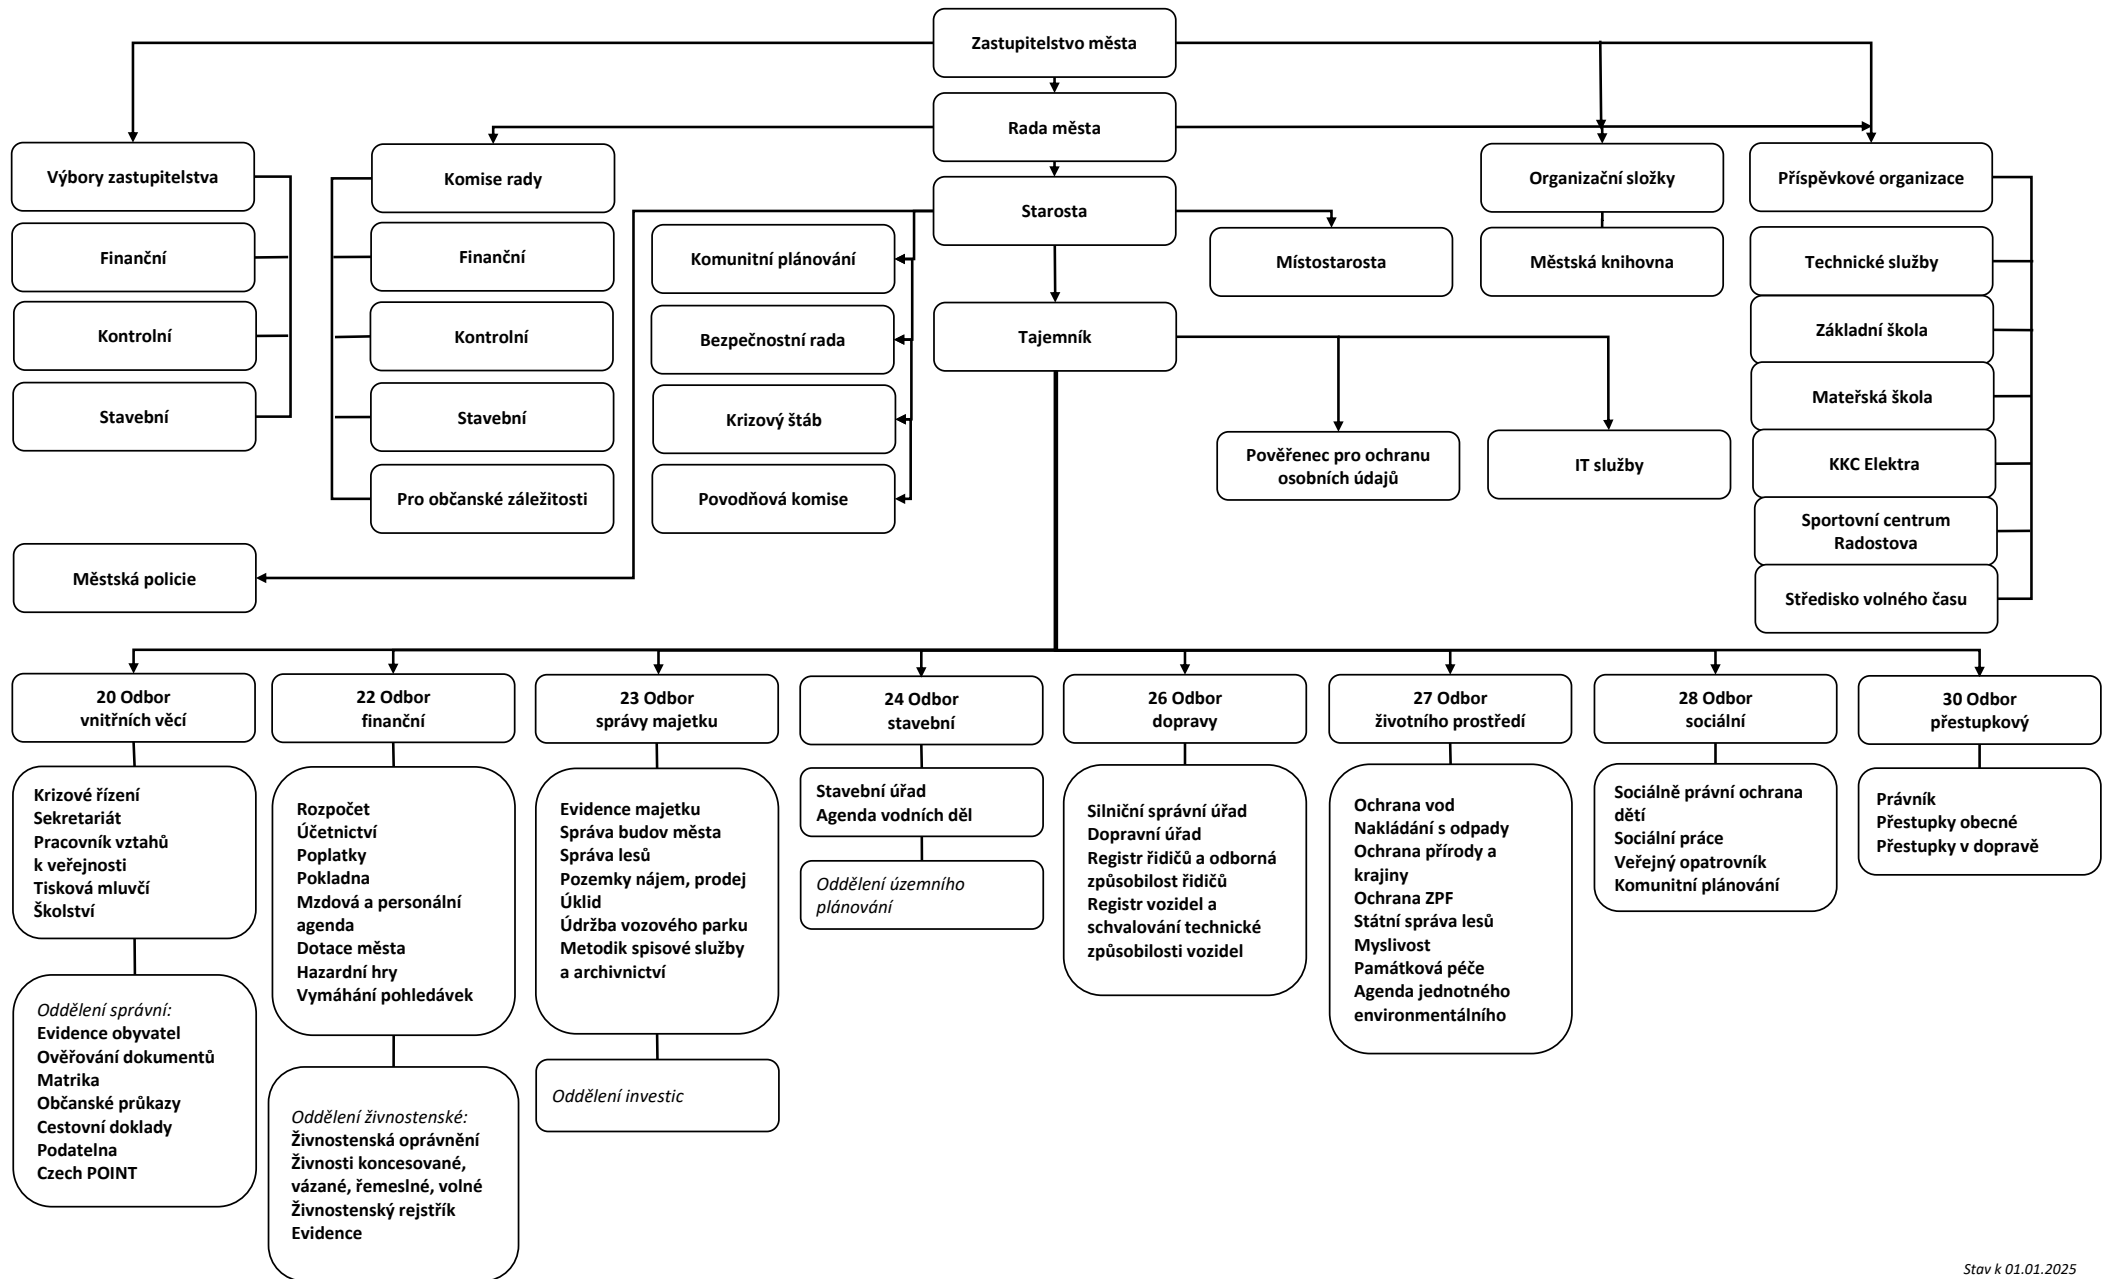 Zastupitelstvo města
Rada města
Výbory zastupitelstva
Finanční
Kontrolní
Stavební
Komise rady
Finanční
Kontrolní
Stavební
Pro občanské záležitosti
Starosta
Komunitní plánování
Bezpečnostní rada
Krizový štáb
Povodňová komise
Místostarosta
Tajemník
Pověřenec pro ochranu
osobních údajů
IT služby
Organizační složky
Městská knihovna
Příspěvkové organizace
Technické služby
Základní škola
Mateřská škola
KKC Elektra
Sportovní centrum
Radostova
Středisko volného času
Městská policie
20 Odbor
vnitřních věcí
Krizové řízení
Sekretariát
Pracovník vztahů
k veřejnosti
Tisková mluvčí
Školství
Oddělení správní:
Evidence obyvatel
Ověřování dokumentů
Matrika
Občanské průkazy
Cestovní doklady
Podatelna
Czech POINT
22 Odbor
finanční
Rozpočet
Účetnictví
Poplatky
Pokladna
Mzdová a personální
agenda
Dotace města
Hazardní hry
Vymáhání pohledávek
Oddělení živnostenské:
Živnostenská oprávnění
Živnosti koncesované,
vázané, řemeslné, volné
Živnostenský rejstřík
Evidence
23 Odbor
správy majetku
Evidence majetku
Správa budov města
Správa lesů
Pozemky nájem, prodej
Úklid
Údržba vozového parku
Metodik spisové služby
a archivnictví
Oddělení investic
24 Odbor
stavební
Stavební úřad
Agenda vodních děl
Oddělení územního
plánování
26 Odbor
dopravy
Silniční správní úřad
Dopravní úřad
Registr řidičů a odborná
způsobilost řidičů
Registr vozidel a
schvalování technické
způsobilosti vozidel
27 Odbor
životního prostředí
Ochrana vod
Nakládání s odpady
Ochrana přírody a
krajiny
Ochrana ZPF
Státní správa lesů
Myslivost
Památková péče
Agenda jednotného
environmentálního
28 Odbor
sociální
Sociálně právní ochrana
dětí
Sociální práce
Veřejný opatrovník
Komunitní plánování
30 Odbor
přestupkový
Právník
Přestupky obecné
Přestupky v dopravě
Stav k 01.01.2025